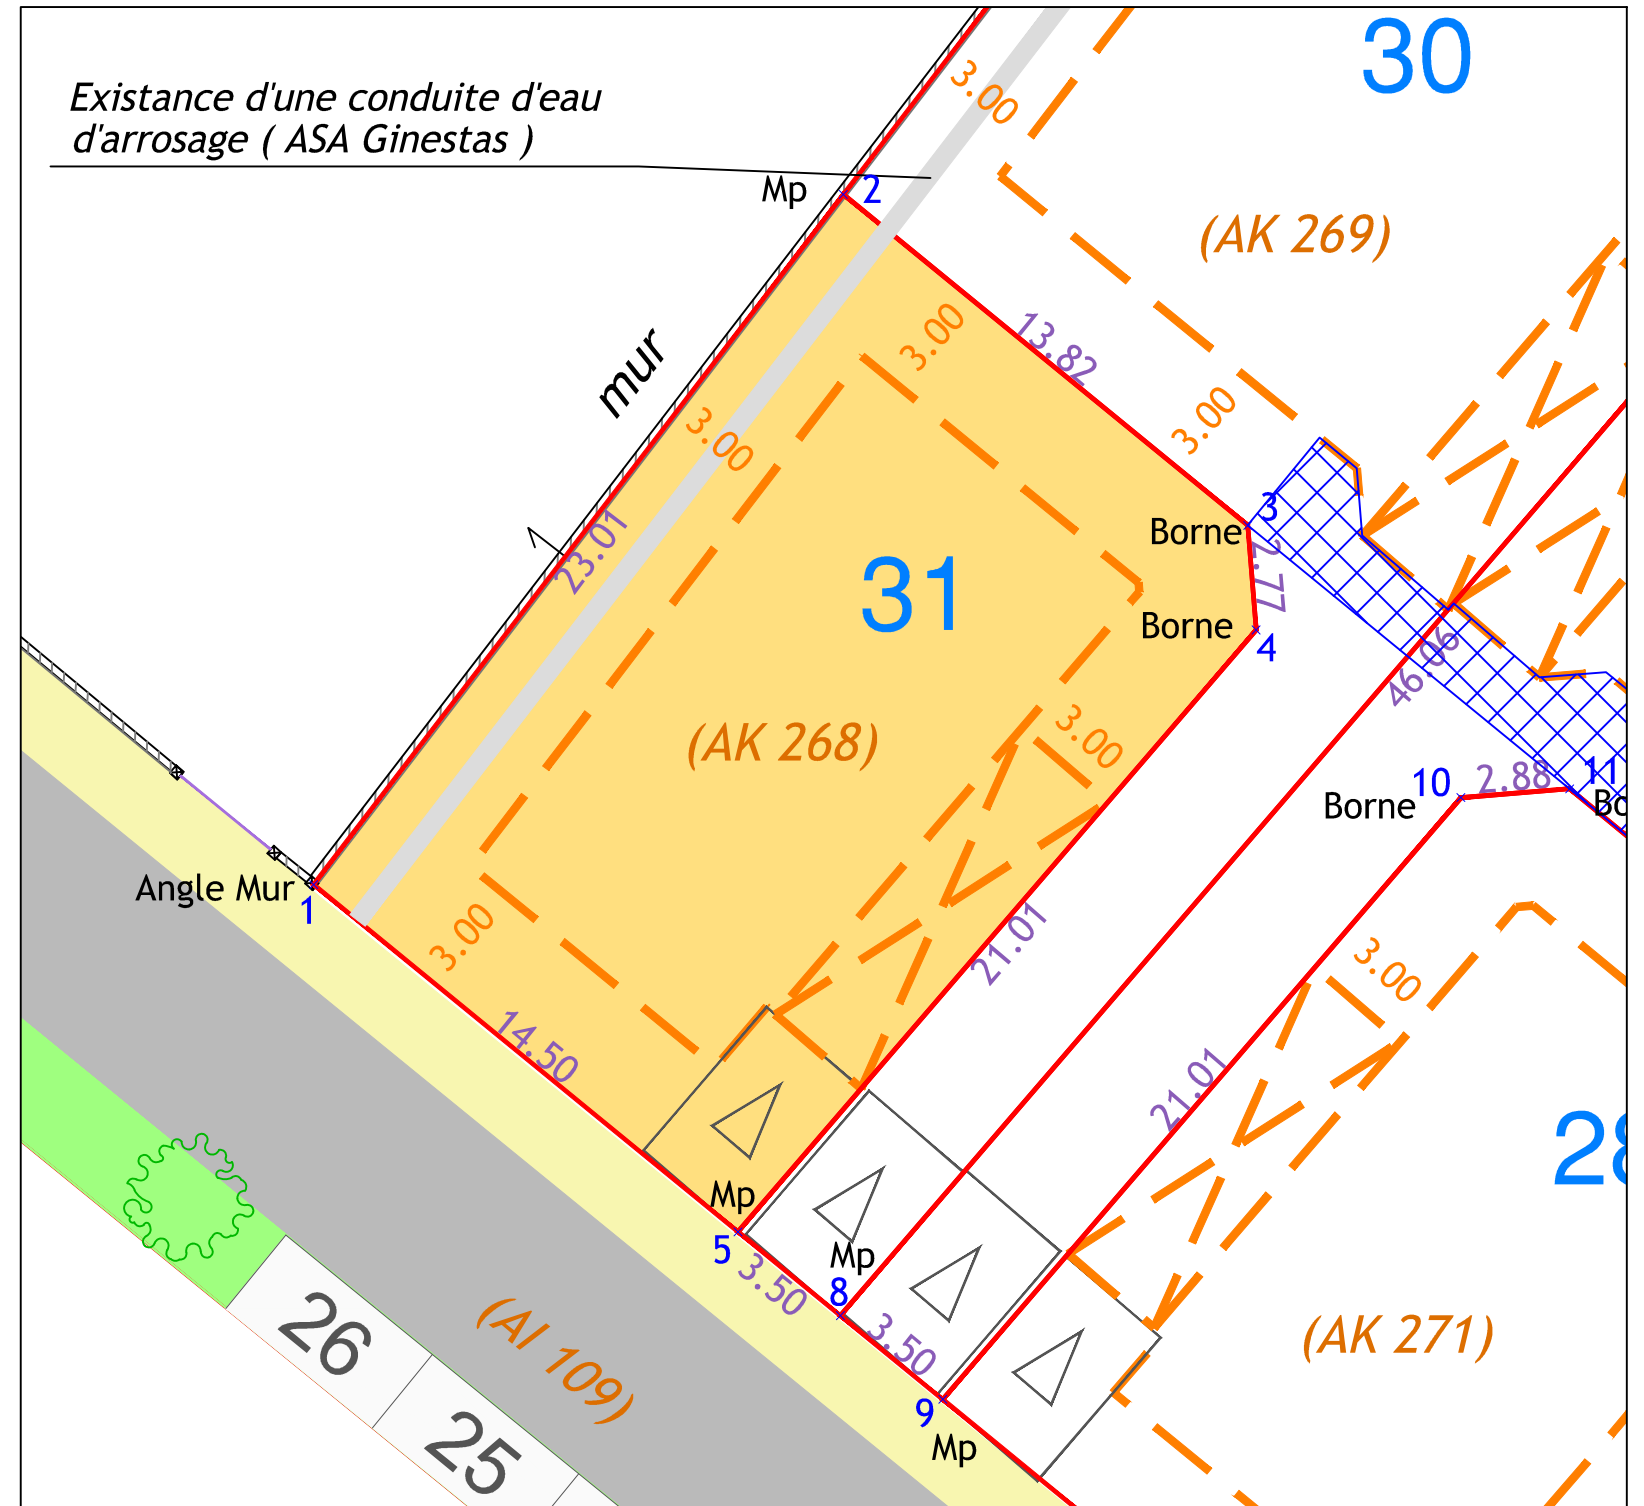 30
3.00
Existance d'une conduite d'eau
d'arrosage ( ASA Ginestas )
Mp
2
(AK 269)
3.00
13.82
mur
3.00
3.00
3
Borne
23.01
2.77
31
Borne
4
46.06
(AK 268)
3.00
10
2.88
11
Borne
Bo
Angle Mur
1
3.00
21.01
3.00
14.50
21.01
28
Mp
5
3.50
Mp
8
3.50
26
(AI 109)
(AK 271)
9
25
Mp